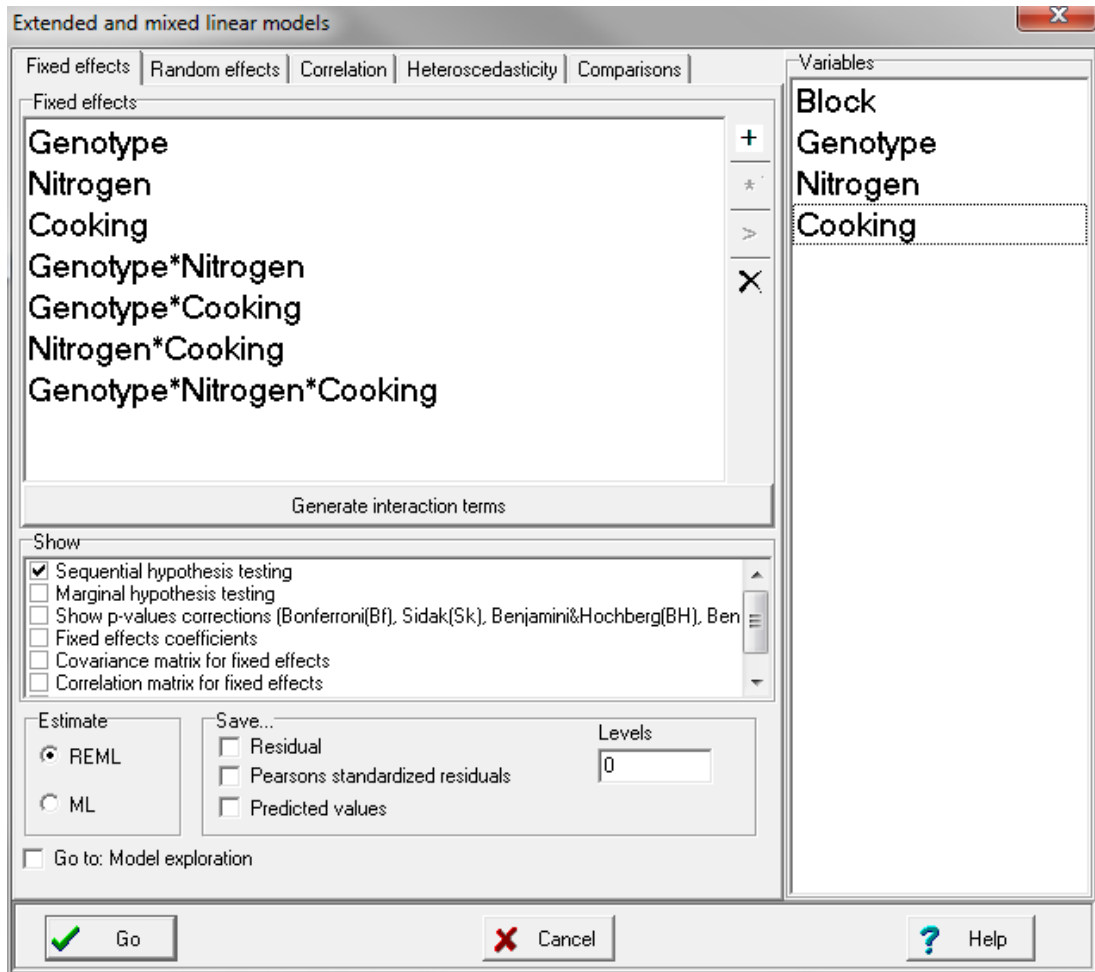 Extended and mixed linear models
X
Fixed effects Random effects Correlation Heteroscedasticity Comparisons
Fixed effects
Genotype
Nitrogen
Cooking
Genotype*Nitrogen
Genotype*Cooking
Nitrogen*Cooking
Genotype*Nitrogen*Cooking
+
*
>
X
Generate interaction terms
Show
Sequential hypothesis testing
Marginal hypothesis testing
Show p-values corrections (Bonferroni(Bf), Sidak(Sk), Benjamini&Hochberg(BH), Ben
Fixed effects coefficients
Covariance matrix for fixed effects
Correlation matrix for fixed effects
Estimate
REML
ML
Save...
Residual
Pearsons standardized residuals
Predicted values
Levels
0
Go to: Model exploration
Variables
Block
Genotype
Nitrogen
Cooking
Go
Cancel
? Help